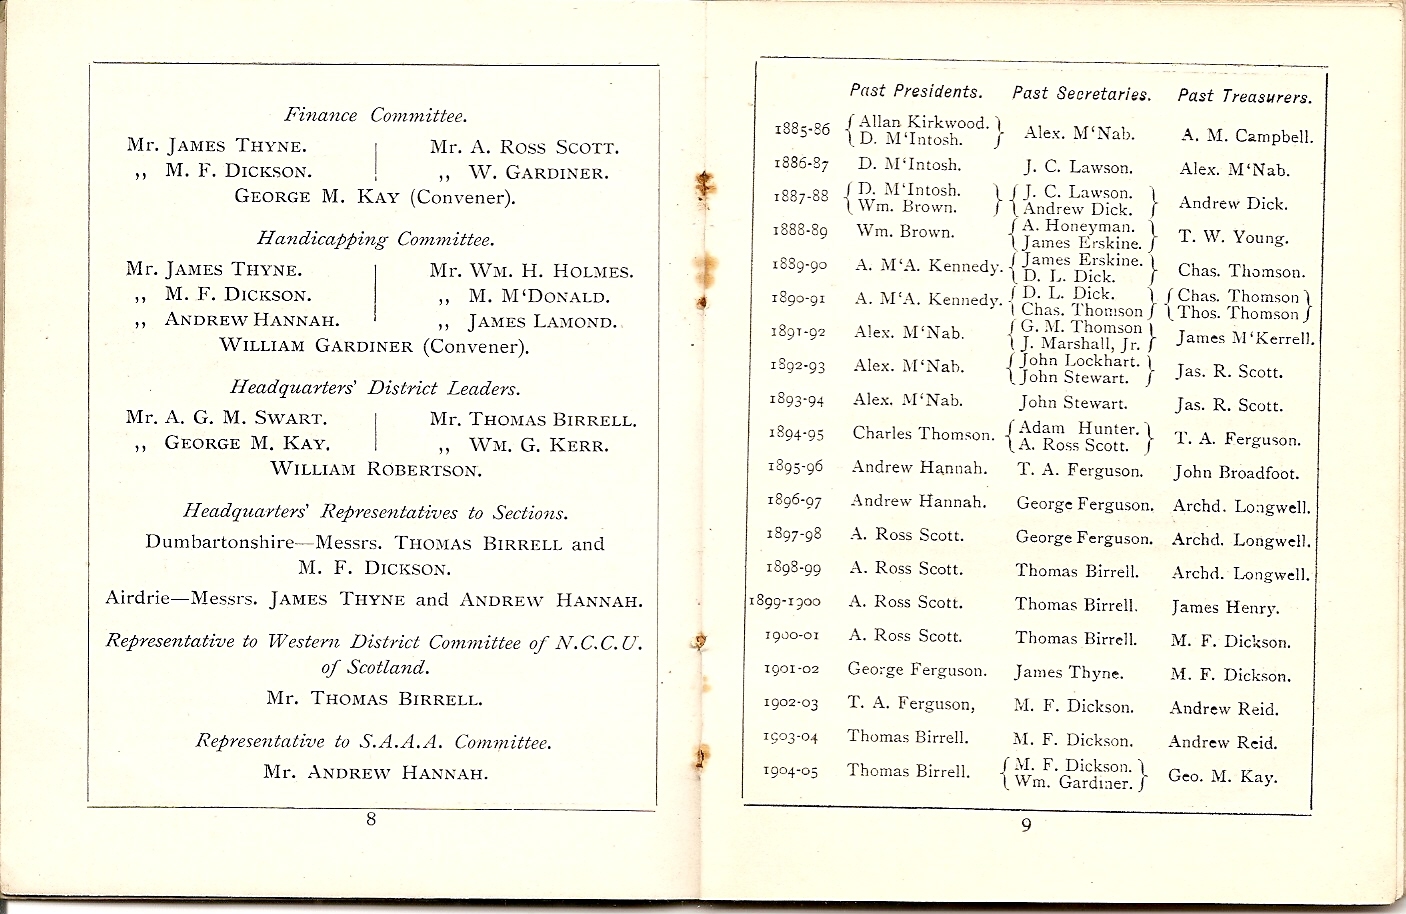 Finance Committee.
Mr. JAMES THYNE. Mr. A. ROSS SCOTT.
,, M. F. DICKSON. ,, W. GARDINER.
GEORGE M. KAY (Convener).
Handicapping Committee.
Mr. JAMES THYNE. Mr. WM. H. HOLMES.
,, M. F. DICKSON. ,, M. M'DONALD.
,, ANDREW HANNAH. ,, JAMES LAMOND.
WILLIAM GARDINER (Convener).
Headquarters' District Leaders.
Mr. A. G. M. SWART. Mr. THOMAS BIRRELL.
,, GEORGE M. KAY. ,, WM. G. KERR.
WILLIAM ROBERTSON.
Headquarters' Representatives to Sections.
Dumbartonshire—Messrs. THOMAS BIRRELL and
M. F. DICKSON.
Airdrie—Messrs. JAMES THYNE and ANDREW HANNAH.
Representative to Western District Committee of N.C.C.U.
of Scotland.
Mr. THOMAS BIRRELL.
Representative to S.A.A.A. Committee.
Mr. ANDREW HANNAH.
8
Past Presidents. Past Secretaries. Past Treasurers.
1885-86 { Allan Kirkwood. } Alex. M‘Nab. A. M. Campbell.
{ D. M‘Intosh. }
1886-87 D. M‘Intosh. J. C. Lawson. Alex. M‘Nab.
1887-88 { D. M‘Intosh. } { J. C. Lawson. } Andrew Dick.
{ Wm. Brown. } { Andrew Dick. }
1888-89 Wm. Brown. { A. Honeyman. } T. W. Young.
{ James Erskine. }
1889-90 A. M‘A. Kennedy. { James Erskine. } Chas. Thomson.
{ D. L. Dick. }
1890-91 A. M‘A. Kennedy. { D. L. Dick. } { Chas. Thomson }
{ Chas. Thomson } { Thos. Thomson }
1891-92 Alex. M‘Nab. { G. M. Thomson } James M‘Kerrell.
{ J. Marshall, Jr. }
1892-93 Alex. M‘Nab. { John Lockhart. } Jas. R. Scott.
{ John Stewart. }
1893-94 Alex. M‘Nab. John Stewart. Jas. R. Scott.
1894-95 Charles Thomson. { Adam Hunter. } T. A. Ferguson.
{ A. Ross Scott. }
1895-96 Andrew Hannah. T. A. Ferguson. John Broadfoot.
1896-97 Andrew Hannah. George Ferguson. Archd. Longwell.
1897-98 A. Ross Scott. George Ferguson. Archd. Longwell.
1898-99 A. Ross Scott. Thomas Birrell. Archd. Longwell.
1899-1900 A. Ross Scott. Thomas Birrell. James Henry.
1900-01 A. Ross Scott. Thomas Birrell. M. F. Dickson.
1901-02 George Ferguson. James Thyne. M. F. Dickson.
1902-03 T. A. Ferguson, M. F. Dickson. Andrew Reid.
1903-04 Thomas Birrell. M. F. Dickson. Andrew Reid.
1904-05 Thomas Birrell. { M. F. Dickson. } Geo. M. Kay.
{ Wm. Gardiner. }
9